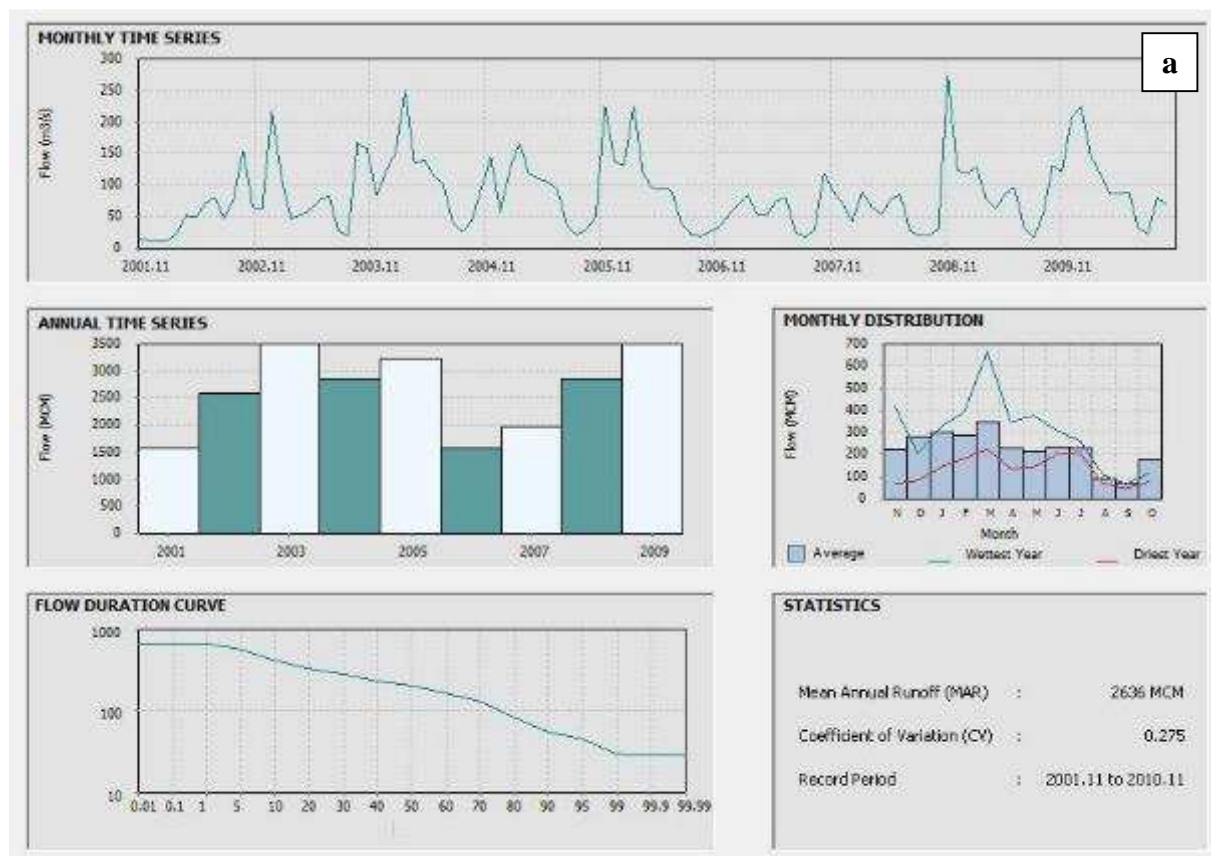 MONTHLY TIME SERIES
a
300
250
200
150
100
50
0
Flow (m3/s)
2001.11 2002.11 2003.11 2004.11 2005.11 2006.11 2007.11 2008.11 2009.11
ANNUAL TIME SERIES
3500
3000
2500
2000
1500
1000
500
0
Flow (MCM)
2001 2003 2005 2007 2009
MONTHLY DISTRIBUTION
700
600
500
400
300
200
100
0
Flow (MCM)
N D J F M A M J J A S O
Month
Average Wettest Year Driest Year
FLOW DURATION CURVE
1000
100
10
0.01 0.1 1 5 10 20 30 40 50 60 70 80 90 95 99 99.9 99.99
STATISTICS
Mean Annual Runoff (MAR) : 2636 MCM
Coefficient of Variation (CV) : 0.275
Record Period : 2001.11 to 2010.11